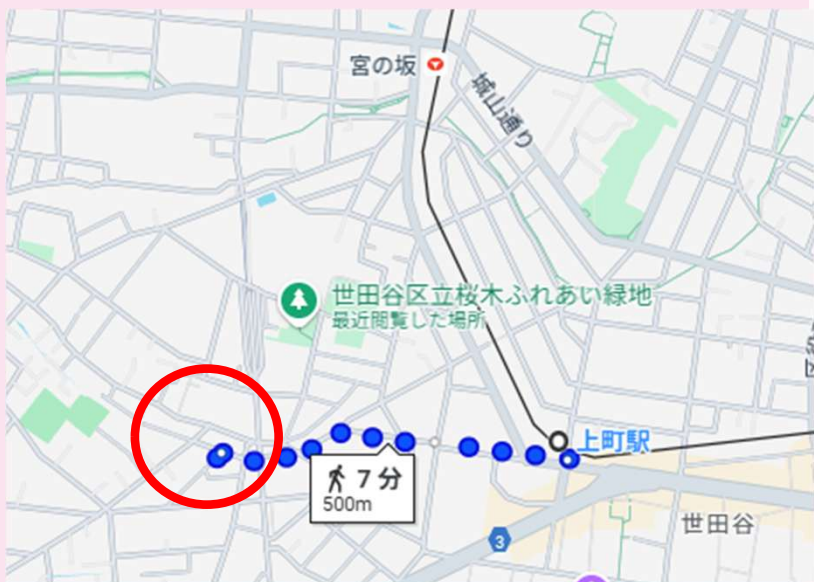 宮の坂
城山通り
世田谷区立桜木ふれあい緑地
最近閲覧した場所
上町駅
7 分
500m
3
世田谷